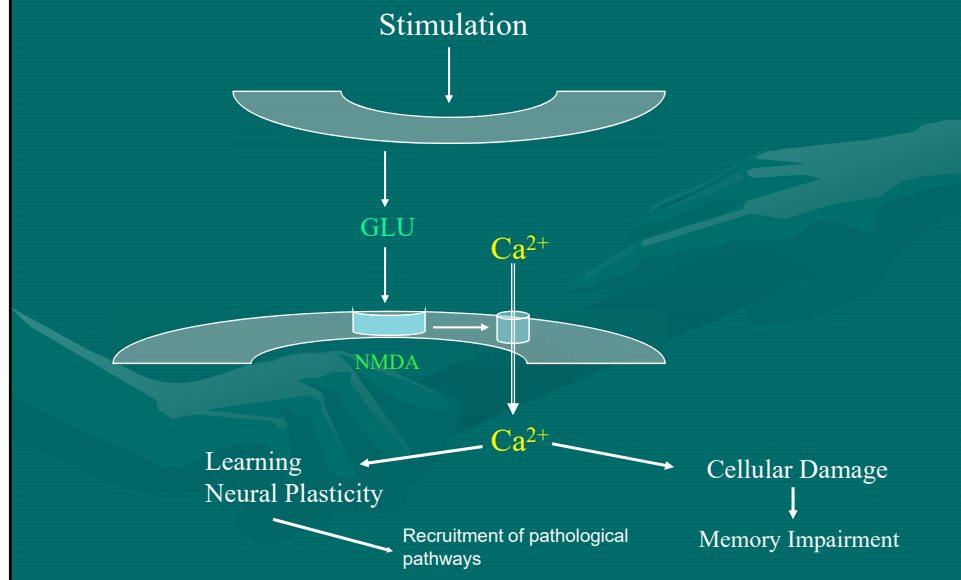 Stimulation
GLU
Ca²⁺
NMDA
Ca²⁺
Learning
Neural Plasticity
Cellular Damage
Recruitment of pathological
pathways
Memory Impairment